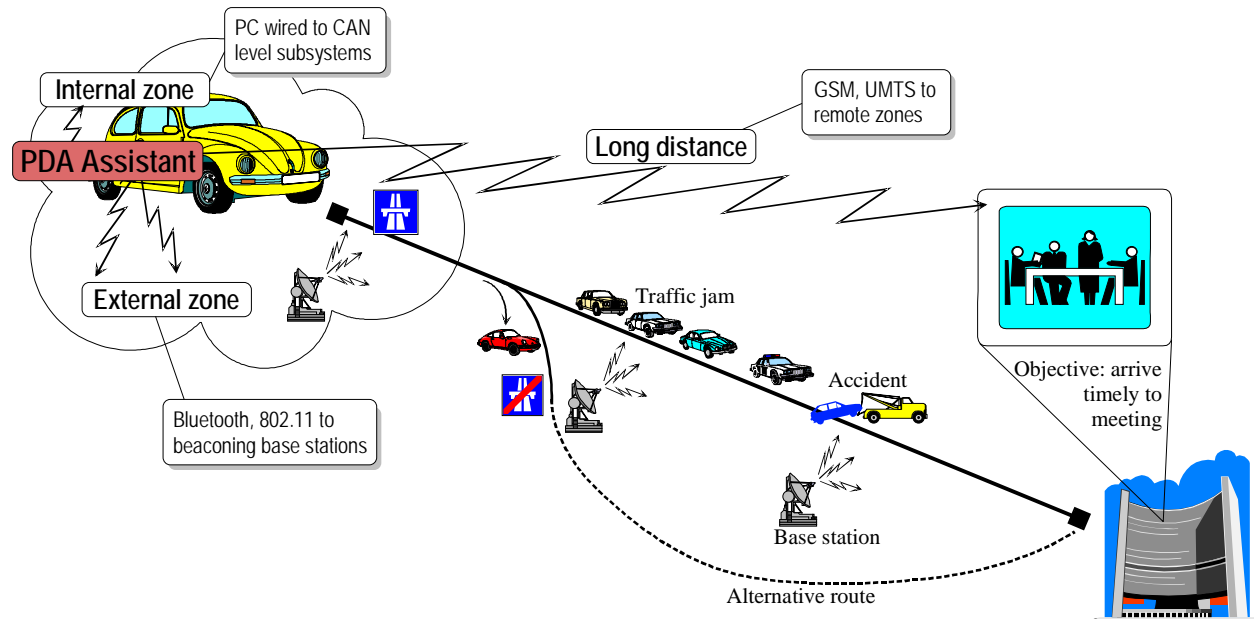 PC wired to CAN
level subsystems
Internal zone
GSM, UMTS to
remote zones
Long distance
PDA Assistant
External zone
Traffic jam
Objective: arrive
timely to
meeting
Accident
Bluetooth, 802.11 to
beaconing base stations
Base station
Alternative route